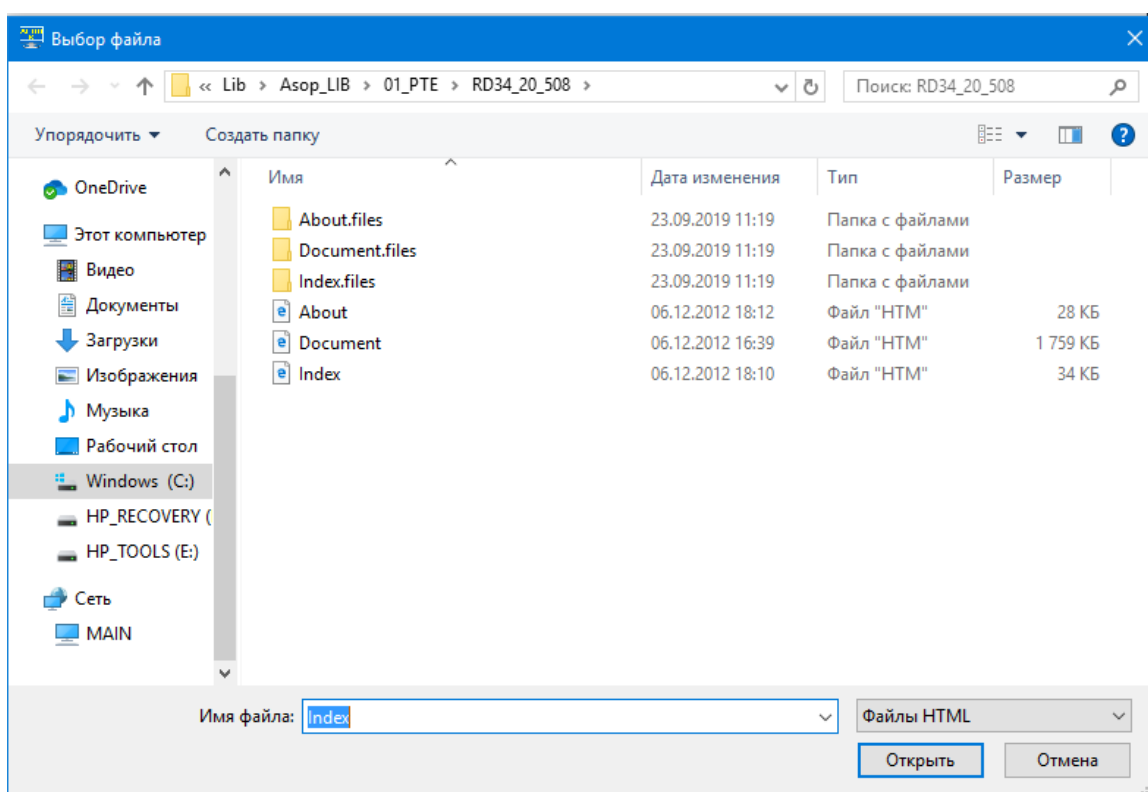 Выбор файла
« Lib > Asop_LIB > 01_PTE > RD34_20_508 >
Поиск: RD34_20_508
Упорядочить
Создать папку
?
Имя Дата изменения Тип Размер
OneDrive
Этот компьютер
Видео
Документы
Загрузки
Изображения
Музыка
Рабочий стол
Windows (C:)
HP_RECOVERY (
HP_TOOLS (E:)
Сеть
MAIN
About.files 23.09.2019 11:19 Папка с файлами
Document.files 23.09.2019 11:19 Папка с файлами
Index.files 23.09.2019 11:19 Папка с файлами
About 06.12.2012 18:12 Файл "HTM" 28 КБ
Document 06.12.2012 16:39 Файл "HTM" 1 759 КБ
Index 06.12.2012 18:10 Файл "HTM" 34 КБ
Имя файла: Index
Файлы HTML
Открыть
Отмена